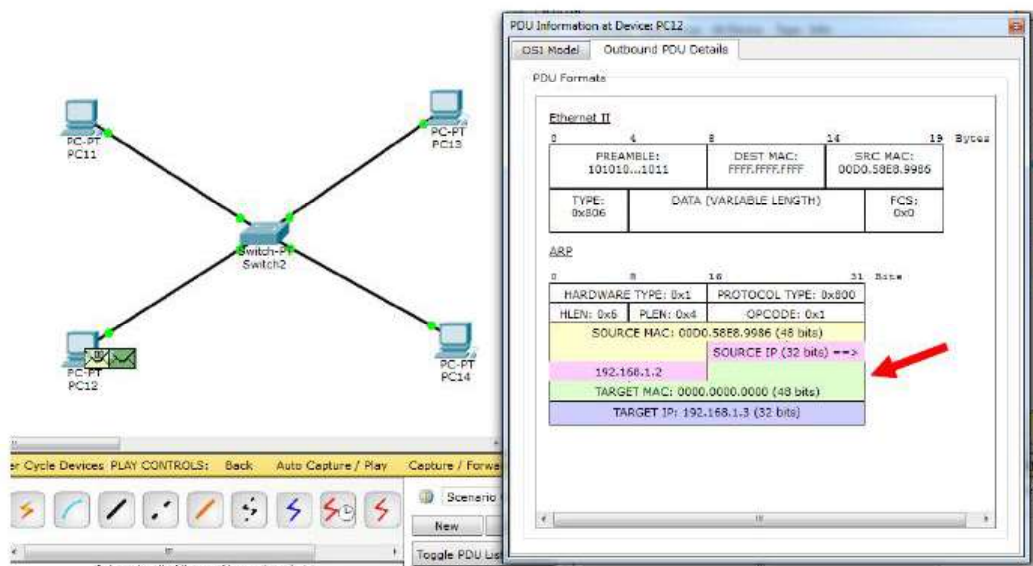 PDU Information at Device: PC12
OSI Model Outbound PDU Details
PDU Formats
Ethernet II
0 4 8 14 19 Bytes
PREAMBLE: 101010...1011
DEST MAC: FFFF.FFFF.FFFF
SRC MAC: 00D0.58E8.9986
TYPE: 0x806
DATA (VARIABLE LENGTH)
FCS: 0x0
ARP
0 8 16 31 Bits
HARDWARE TYPE: 0x1 PROTOCOL TYPE: 0x800
HLEN: 0x6 PLEN: 0x4 OPCODE: 0x1
SOURCE MAC: 00D0.58E8.9986 (48 bits)
SOURCE IP (32 bits) ==>
192.168.1.2
TARGET MAC: 0000.0000.0000 (48 bits)
TARGET IP: 192.168.1.3 (32 bits)
PC-PT
PC11
PC-PT
PC13
Switch-PT
Switch2
PC-PT
PC12
PC-PT
PC14
er Cycle Devices PLAY CONTROLS: Back Auto Capture / Play Capture / Forwa
Scenario
New
Toggle PDU Lis